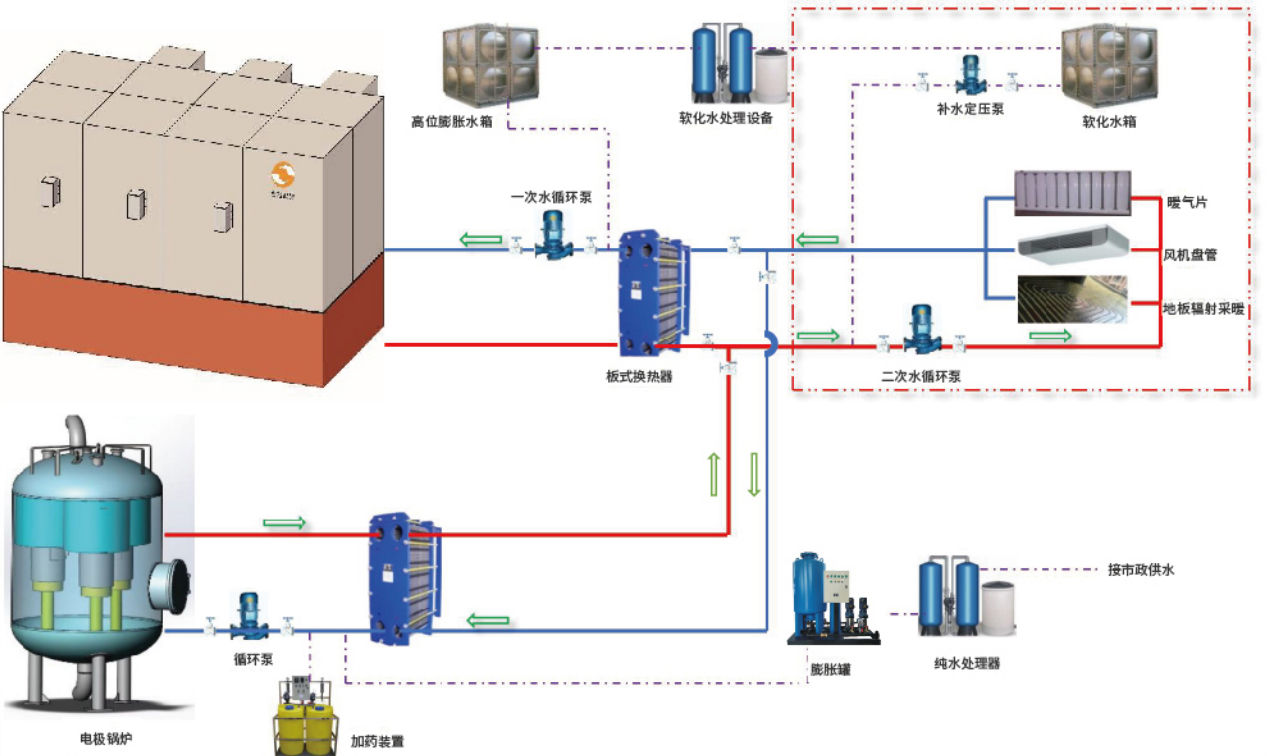 高位膨胀水箱
软化水处理设备
补水定压泵
软化水箱
一次水循环泵
暖气片
风机盘管
地板辐射采暖
板式换热器
二次水循环泵
接市政供水
循环泵
膨胀罐
纯水处理器
电极锅炉
加药装置